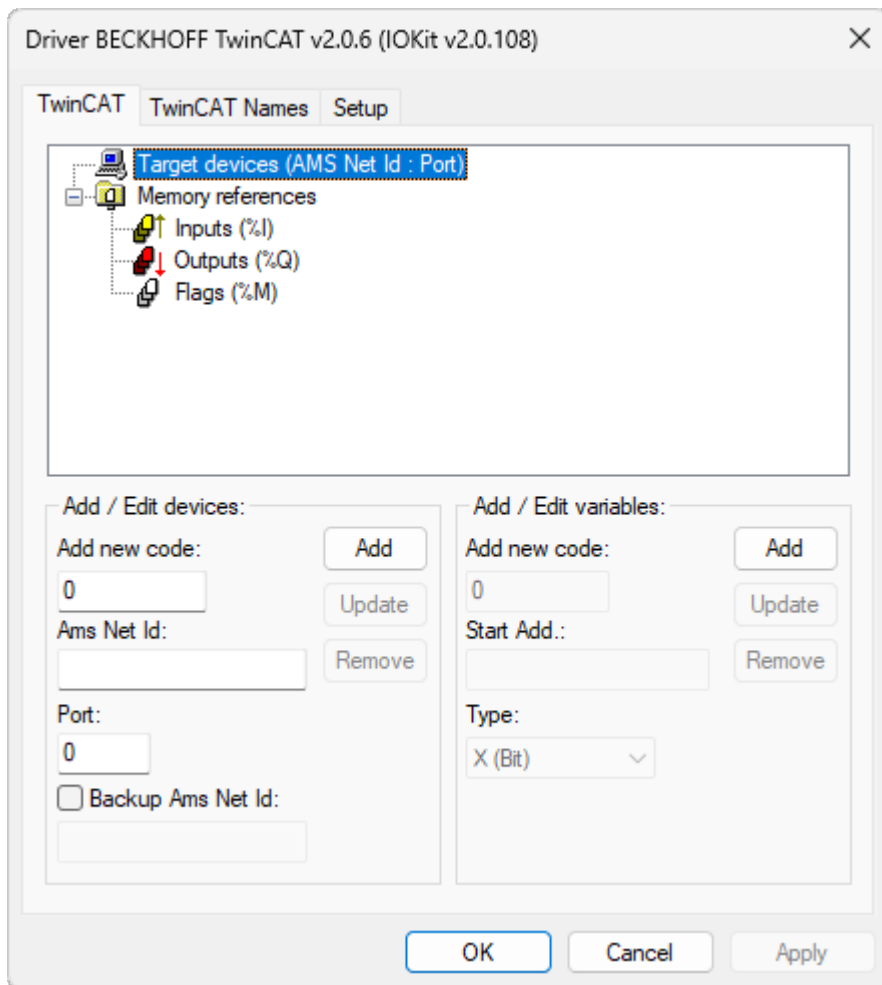 Driver BECKHOFF TwinCAT v2.0.6 (IOKit v2.0.108)
TwinCAT TwinCAT Names Setup
Target devices (AMS Net Id : Port)
Memory references
Inputs (%I)
Outputs (%Q)
Flags (%M)
Add / Edit devices:
Add new code:
Add
0
Update
Ams Net Id:
Remove
Port:
0
Backup Ams Net Id:
Add / Edit variables:
Add new code:
Add
0
Update
Start Add.:
Remove
Type:
X (Bit)
OK Cancel Apply